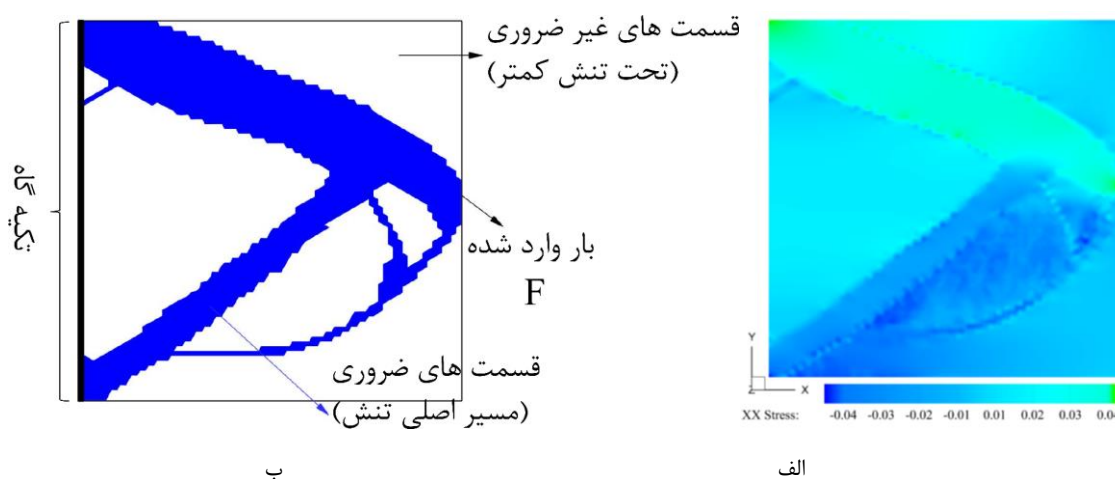 قسمت های غیر ضروری
(تحت تنش کمتر)
تکیه گاه
بار وارد شده
F
قسمت های ضروری
(مسیر اصلی تنش)
Y
Z X
XX Stress: -0.04 -0.03 -0.02 -0.01 0.01 0.02 0.03 0.04
الف
ب